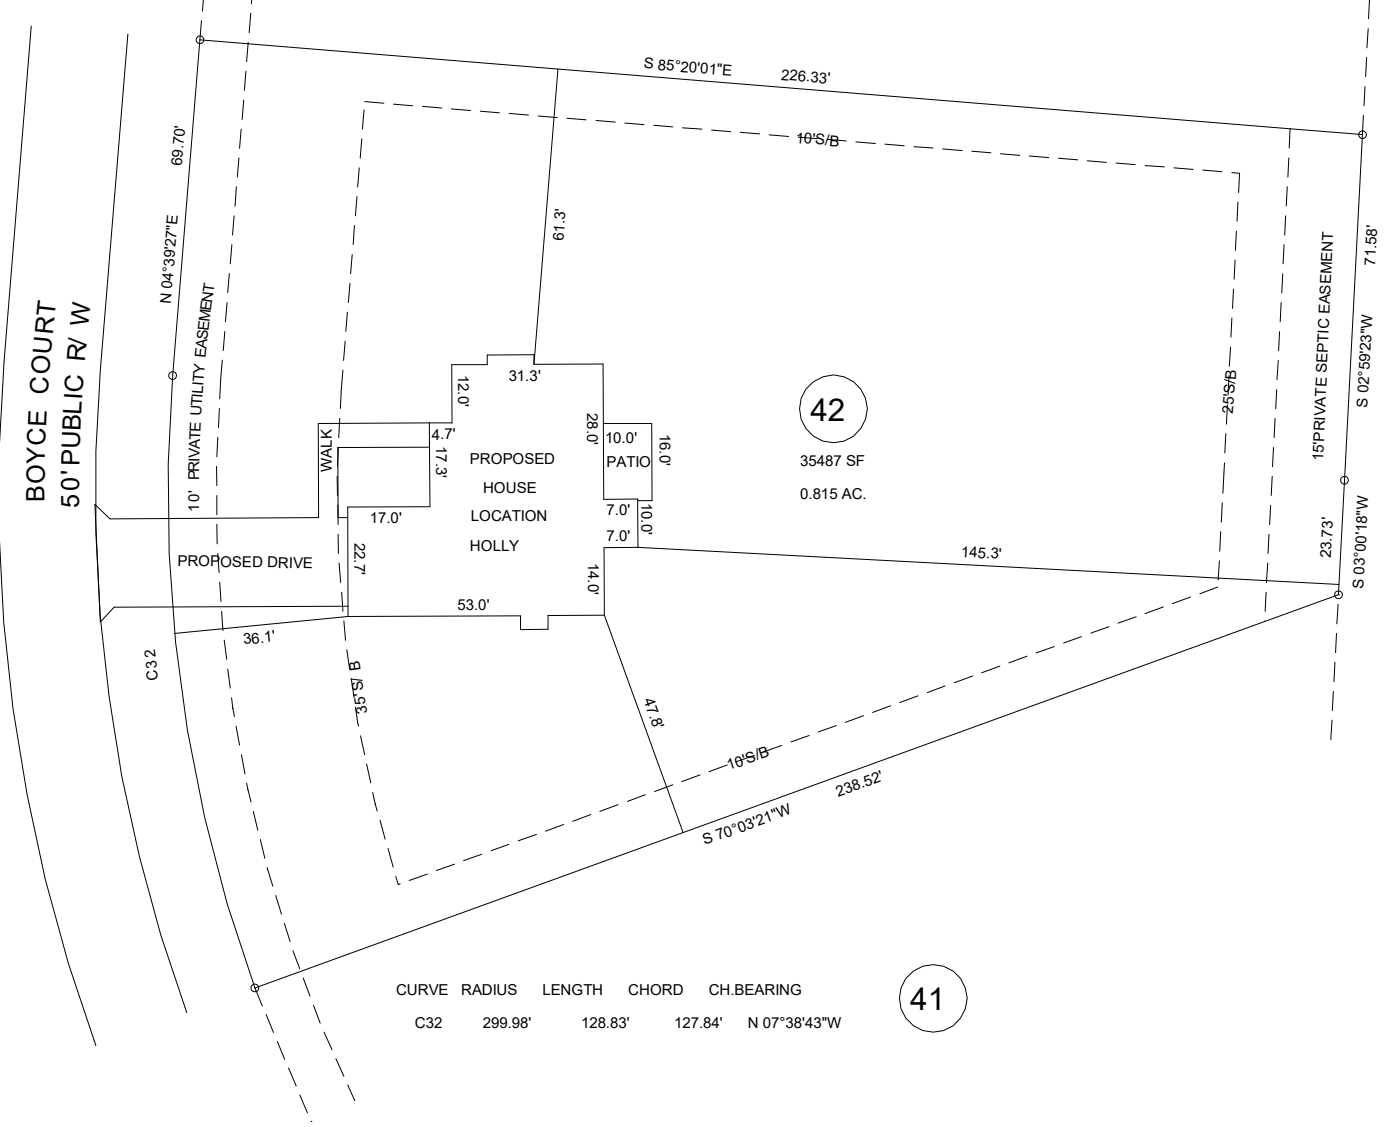 S 85°20'01"E
226.33'
69.70'
N 04°39'27"E
10' PRIVATE UTILITY EASEMENT
BOYCE COURT
50' PUBLIC R/ W
10'S/B
61.3'
71.58'
S 02°59'23"W
15'PRIVATE SEPTIC EASEMENT
25'S/B
31.3'
12.0'
28.0'
4.7'
17.3'
WALK
10.0'
PATIO
16.0'
42
35487 SF
0.815 AC.
PROPOSED
HOUSE
LOCATION
HOLLY
17.0'
7.0'
10.0'
7.0'
22.7'
14.0'
PROPOSED DRIVE
145.3'
23.73'
S 03°00'18"W
53.0'
36.1'
C32
35'S/ B
47.8'
10'S/B
238.52'
S 70°03'21"W
CURVE RADIUS LENGTH CHORD CH.BEARING
C32 299.98' 128.83' 127.84' N 07°38'43"W
41